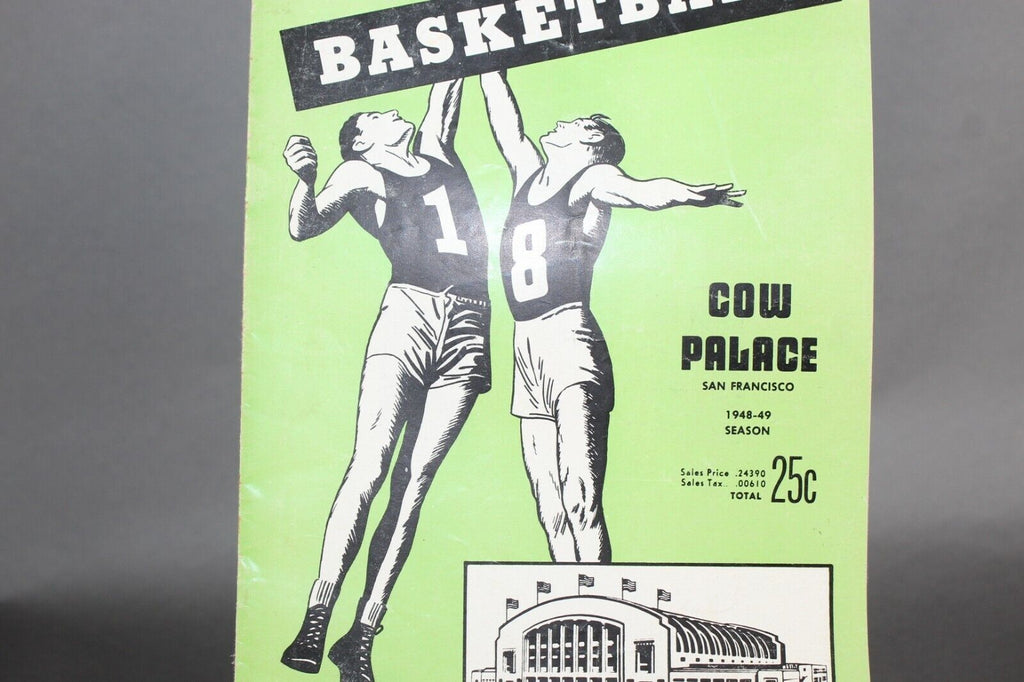 BASKETBA
1
8
COW
PALACE
SAN FRANCISCO
1948-49
SEASON
Sales Price .24390
Sales Tax.. .00610
TOTAL 25c